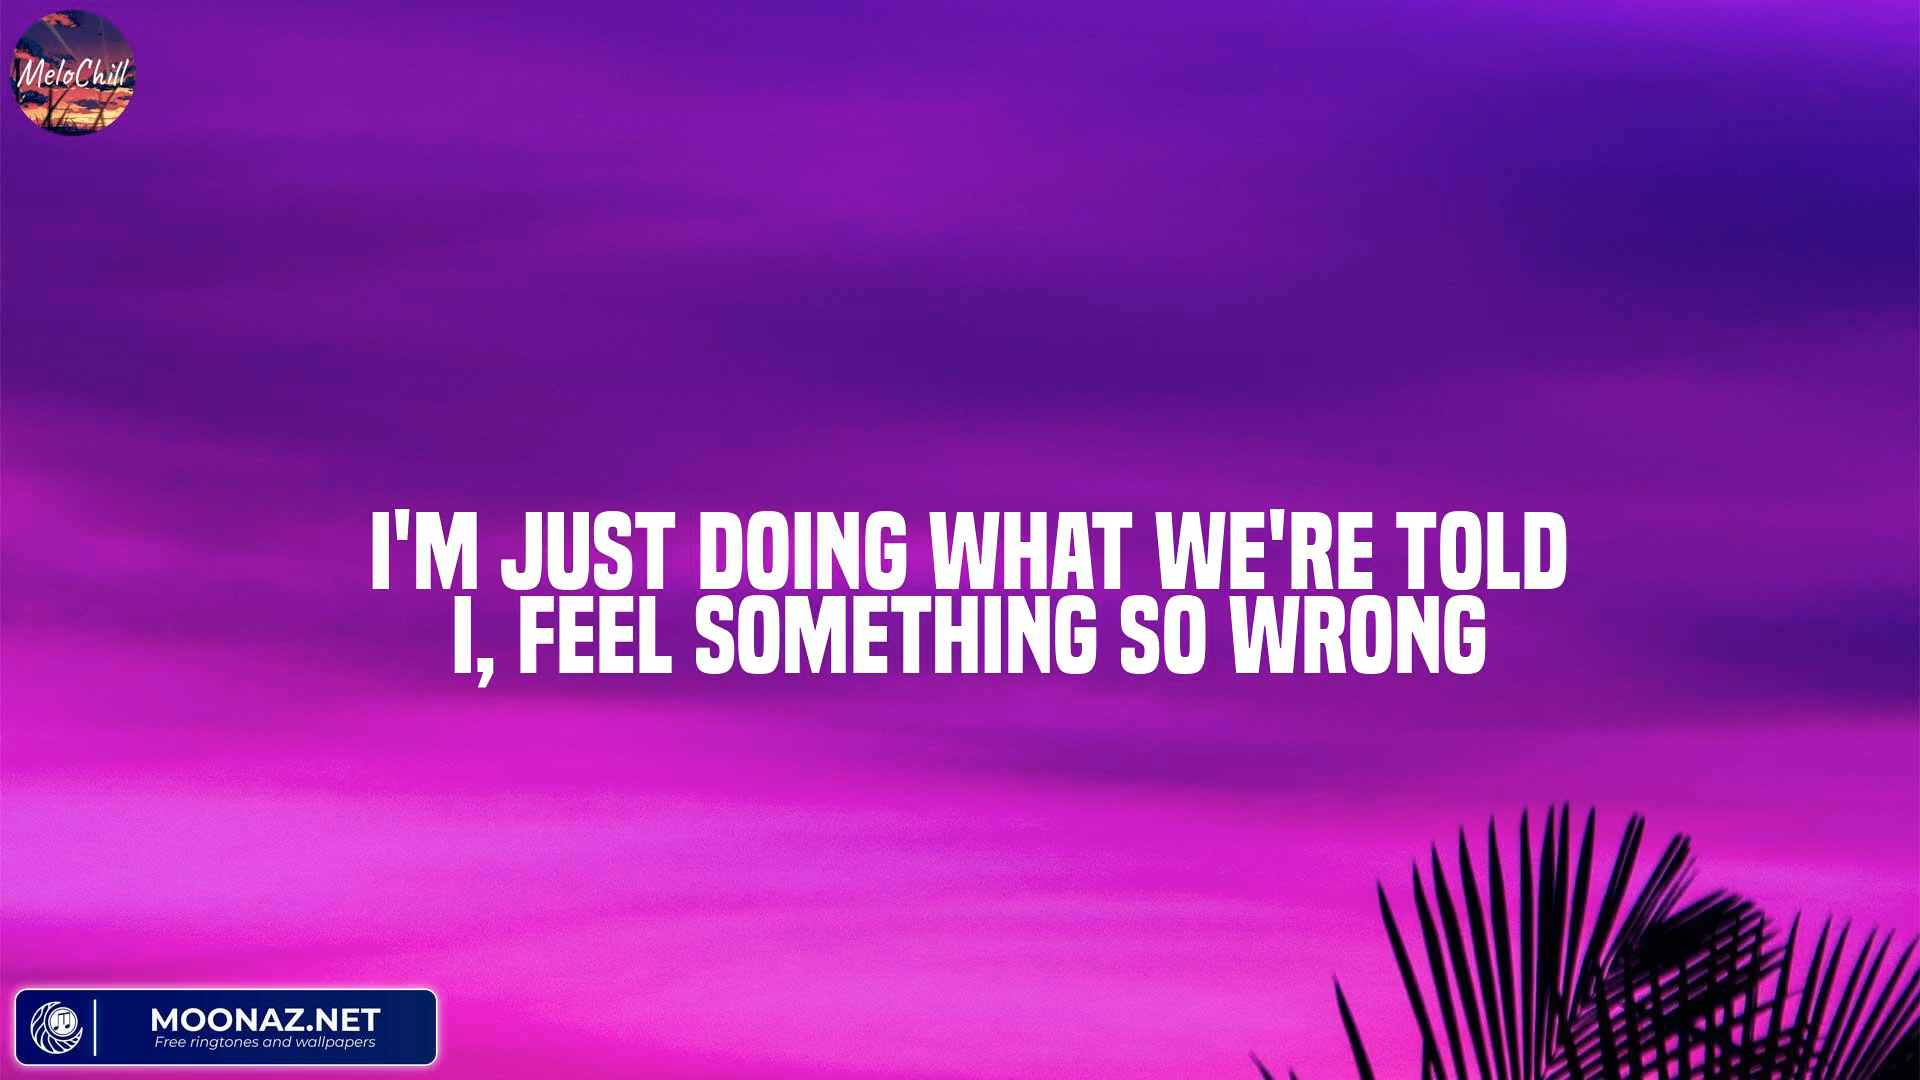 MeloChill
I'M JUST DOING WHAT WE'RE TOLD
I, FEEL SOMETHING SO WRONG
MOONAZ.NET
Free ringtones and wallpapers